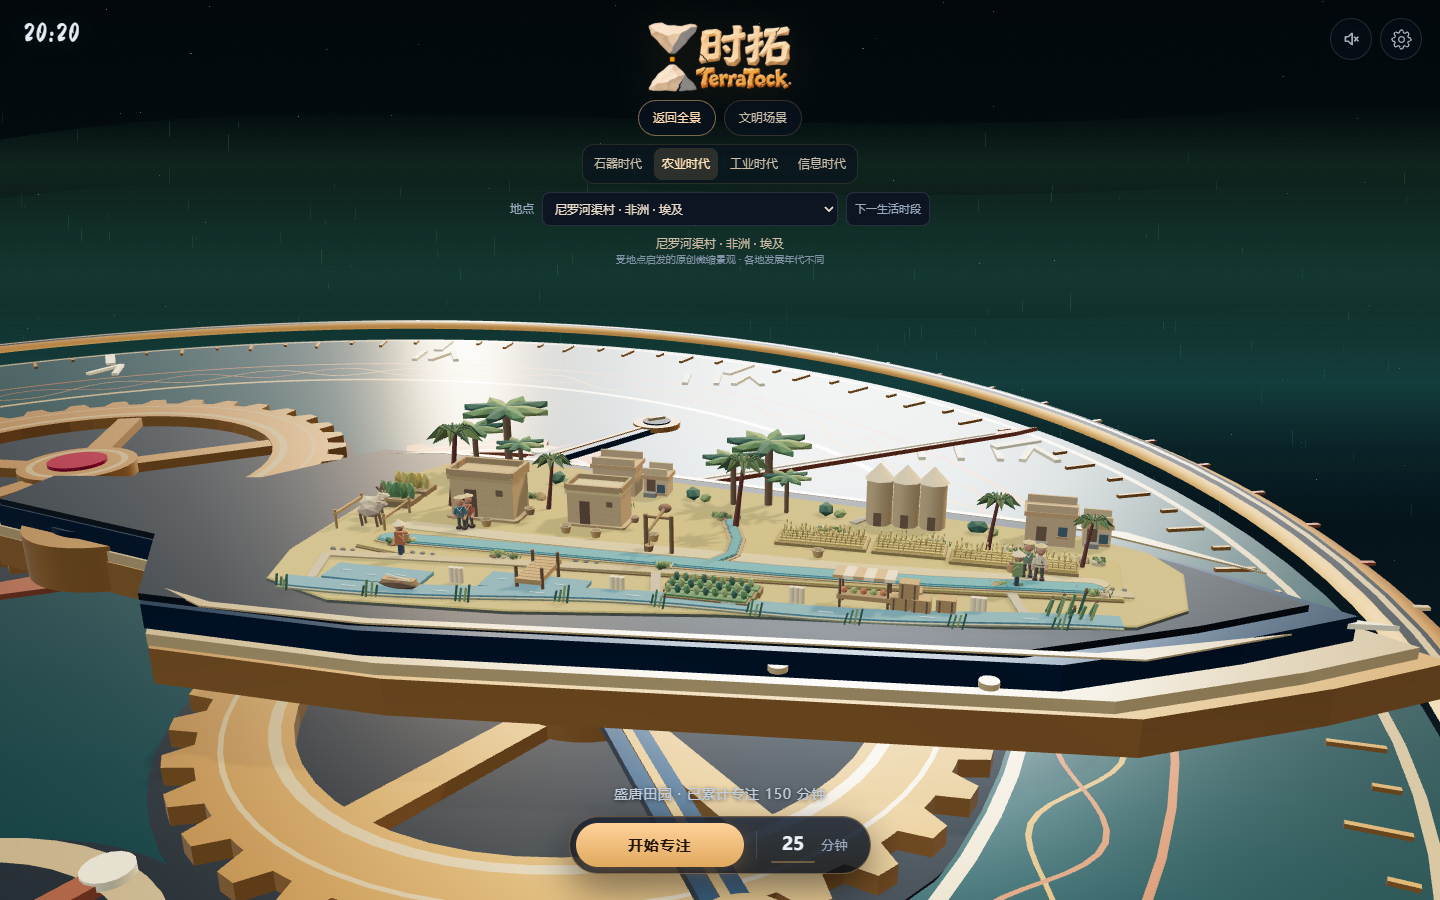 20:20
时拓
TerraTock
返回全景
文明场景
石器时代
农业时代
工业时代
信息时代
地点
尼罗河渠村 · 非洲 · 埃及
下一生活时段
尼罗河渠村 · 非洲 · 埃及
受地点启发的原创微缩景观 · 各地发展年代不同
盛唐田园 · 已累计专注 150 分钟
开始专注
25
分钟